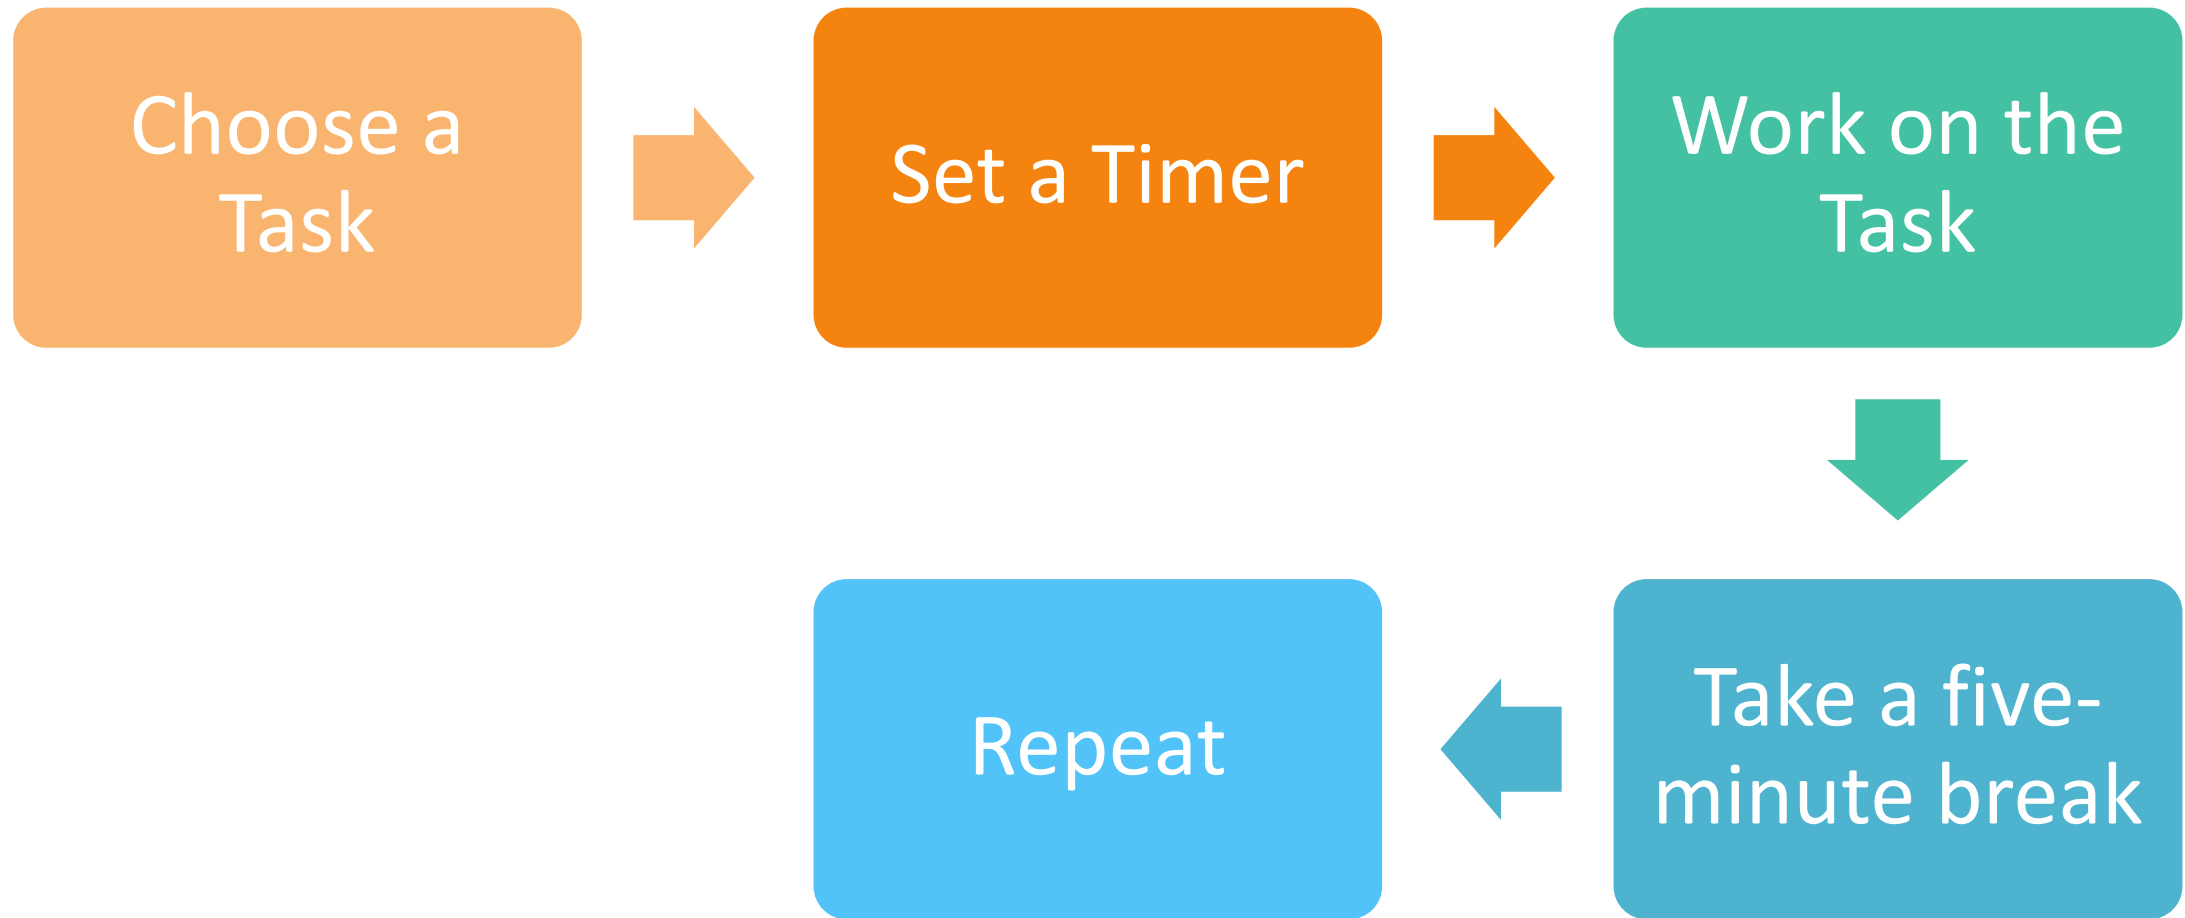 Choose a
Task
Set a Timer
Work on the
Task
Take a five-
minute break
Repeat